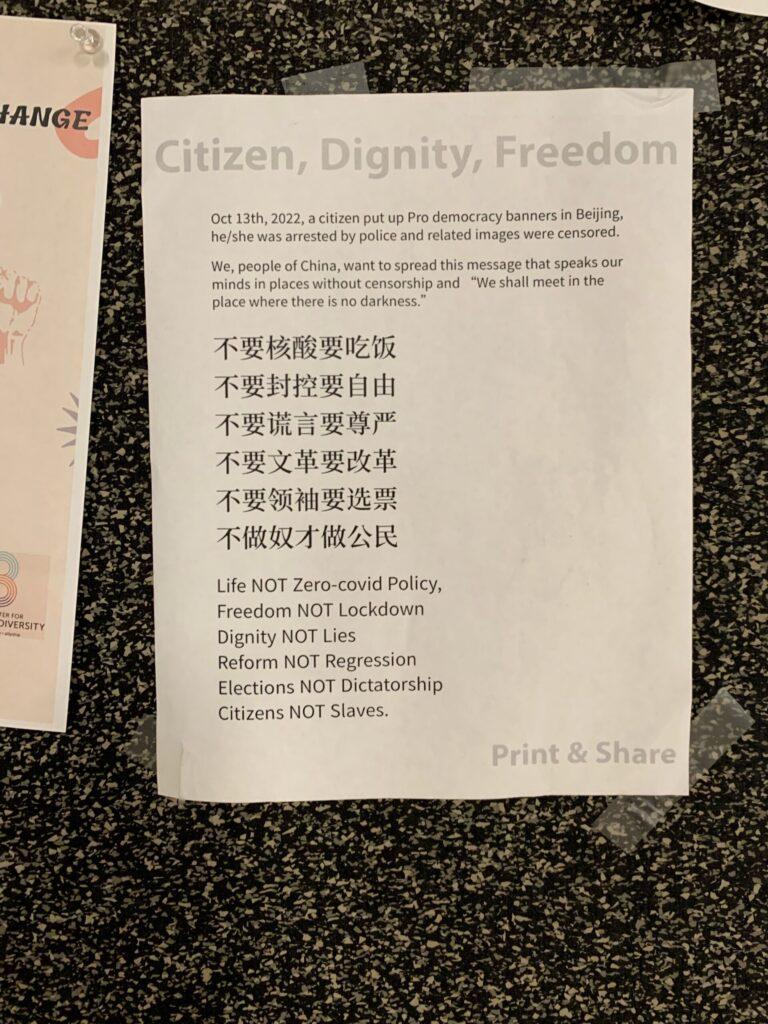 HANGE
Citizen, Dignity, Freedom
Oct 13th, 2022, a citizen put up Pro democracy banners in Beijing,
he/she was arrested by police and related images were censored.
We, people of China, want to spread this message that speaks our
minds in places without censorship and “We shall meet in the
place where there is no darkness.”
不要核酸要吃饭
不要封控要自由
不要谎言要尊严
不要文革要改革
不要领袖要选票
不做奴才做公民
Life NOT Zero-covid Policy,
Freedom NOT Lockdown
Dignity NOT Lies
Reform NOT Regression
Elections NOT Dictatorship
Citizens NOT Slaves.
Print & Share
TER FOR
DIVERSITY